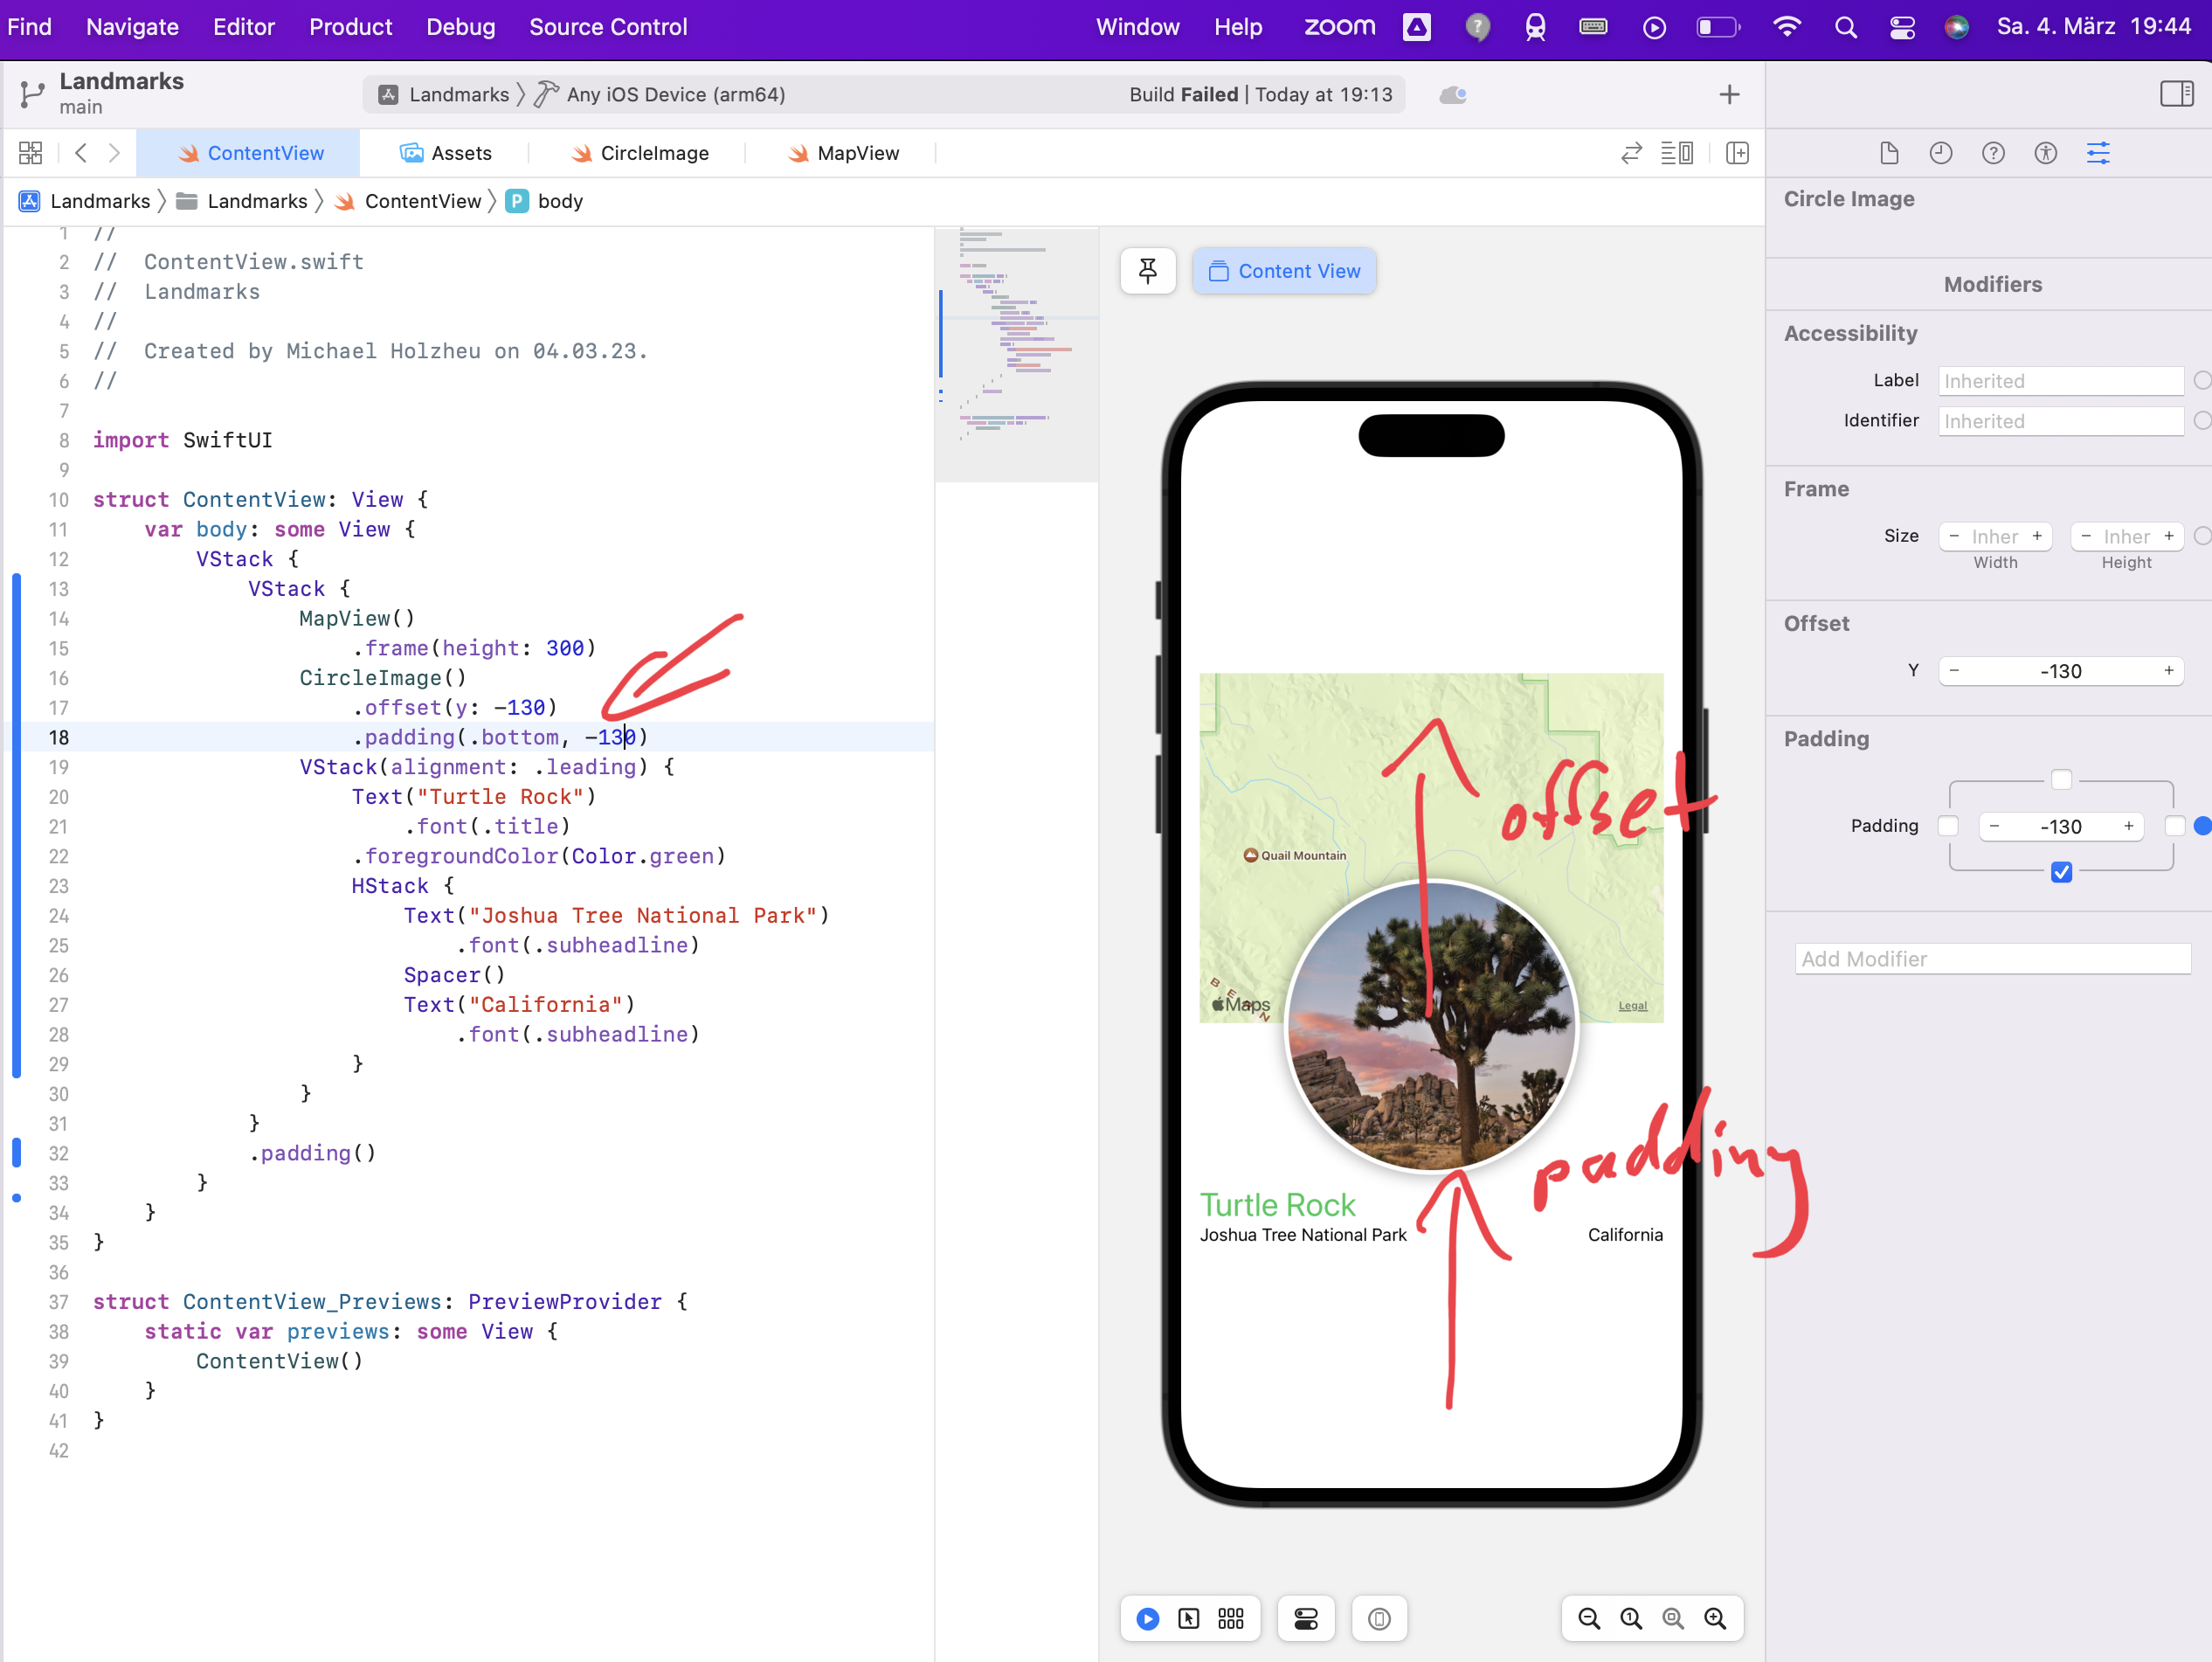 Find Navigate Editor Product Debug Source Control Window Help zoom Sa. 4. März 19:44
Landmarks
main
Landmarks Any iOS Device (arm64) Build Failed | Today at 19:13
ContentView Assets CircleImage MapView
Landmarks Landmarks ContentView P body
1 //
2 //  ContentView.swift
3 //  Landmarks
4 //
5 //  Created by Michael Holzheu on 04.03.23.
6 //
7
8 import SwiftUI
9
10 struct ContentView: View {
11     var body: some View {
12         VStack {
13             VStack {
14                 MapView()
15                     .frame(height: 300)
16                 CircleImage()
17                     .offset(y: -130)
18                     .padding(.bottom, -130)
19                 VStack(alignment: .leading) {
20                     Text("Turtle Rock")
21                         .font(.title)
22                     .foregroundColor(Color.green)
23                     HStack {
24                         Text("Joshua Tree National Park")
25                             .font(.subheadline)
26                         Spacer()
27                         Text("California")
28                             .font(.subheadline)
29                     }
30                 }
31             }
32             .padding()
33         }
34     }
35 }
36
37 struct ContentView_Previews: PreviewProvider {
38     static var previews: some View {
39         ContentView()
40     }
41 }
42
Content View
offset
Quail Mountain
BERN
Maps
Legal
padding
Turtle Rock
Joshua Tree National Park California
Circle Image
Modifiers
Accessibility
Label Inherited
Identifier Inherited
Frame
Size - Inher + - Inher +
Width Height
Offset
Y - -130 +
Padding
Padding - -130 +
Add Modifier